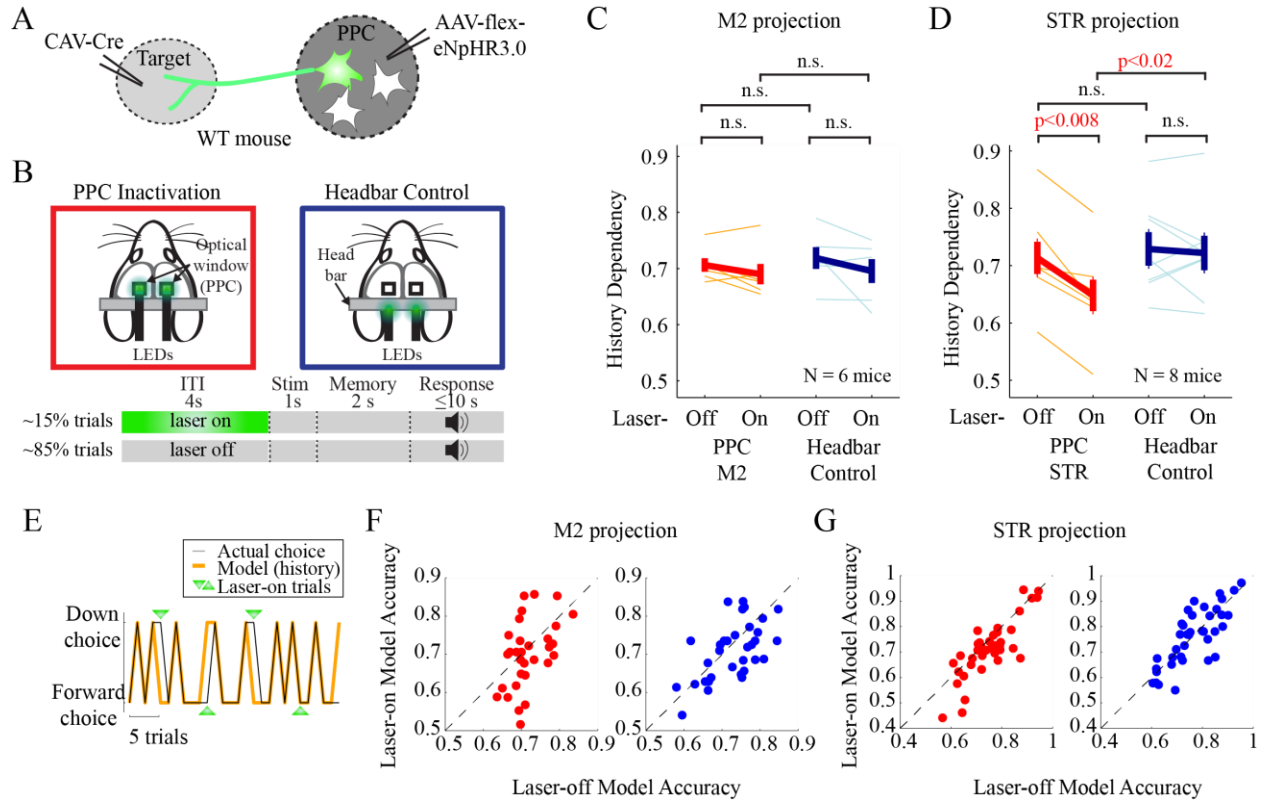 A
CAV-Cre
Target
PPC
AAV-flex-
eNpHR3.0
WT mouse
B
PPC Inactivation
Optical
window
(PPC)
LEDs
Headbar Control
Head
bar
LEDs
ITI
4s
Stim
1s
Memory
2 s
Response
≤10 s
~15% trials
laser on
~85% trials
laser off
C
M2 projection
n.s.
n.s.
n.s.
n.s.
History Dependency
0.9
0.8
0.7
0.6
0.5
N = 6 mice
Laser-
Off
On
Off
On
PPC
M2
Headbar
Control
D
STR projection
p<0.02
n.s.
p<0.008
n.s.
History Dependency
0.9
0.8
0.7
0.6
0.5
N = 8 mice
Laser-
Off
On
Off
On
PPC
STR
Headbar
Control
E
Actual choice
Model (history)
Laser-on trials
Down
choice
Forward
choice
5 trials
F
M2 projection
Laser-on Model Accuracy
0.9
0.8
0.7
0.6
0.5
0.5
0.6
0.7
0.8
0.9
0.9
0.8
0.7
0.6
0.5
0.5
0.6
0.7
0.8
0.9
Laser-off Model Accuracy
G
STR projection
Laser-on Model Accuracy
1
0.9
0.8
0.7
0.6
0.5
0.4
0.4
0.6
0.8
1
1
0.9
0.8
0.7
0.6
0.5
0.4
0.4
0.6
0.8
1
Laser-off Model Accuracy